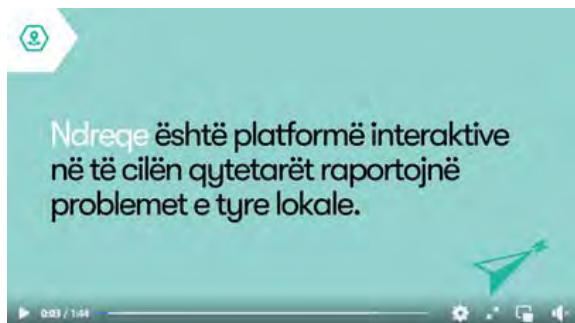 Ndreqe është platformë interaktive
në të cilën qytetarët raportojnë
problemet e tyre lokale.
0:03 / 1:44